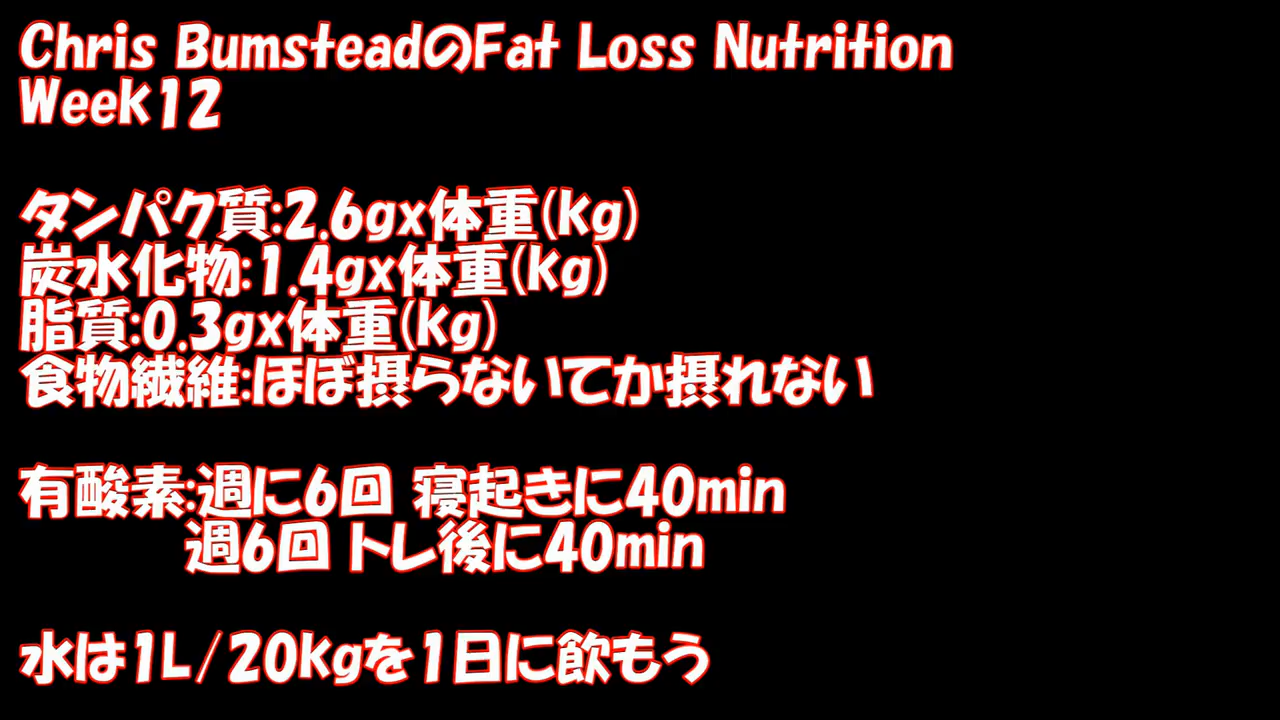 Chris BumsteadのFat Loss Nutrition
Week12
タンパク質:2.6gx体重(kg)
炭水化物:1.4gx体重(kg)
脂質:0.3gx体重(kg)
食物繊維:ほぼ摂らないてか摂れない
有酸素:週に6回 寝起きに40min
週6回 トレ後に40min
水は1L/20kgを1日に飲もう